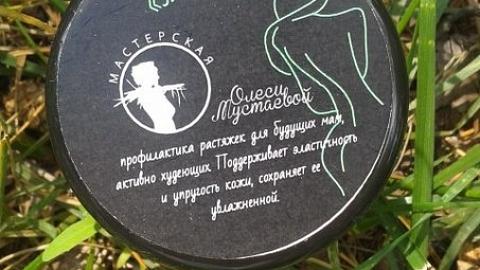 МАСТЕРСКАЯ
Олеси
Мустаевой
профилактика растяжек для будущих мам,
активно худеющих. Поддерживает эластичность
и упругость кожи, сохраняет ее
увлажненной.